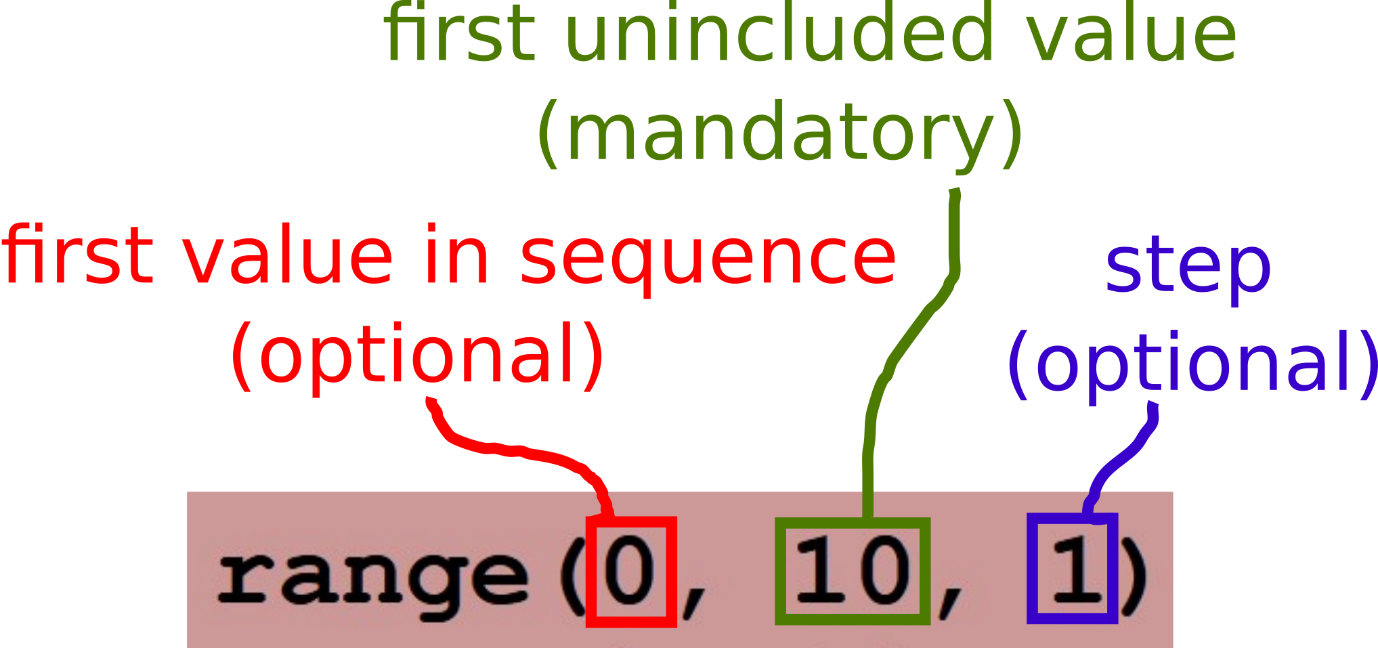 first unincluded value
(mandatory)
first value in sequence
(optional)
step
(optional)
range(0, 10, 1)